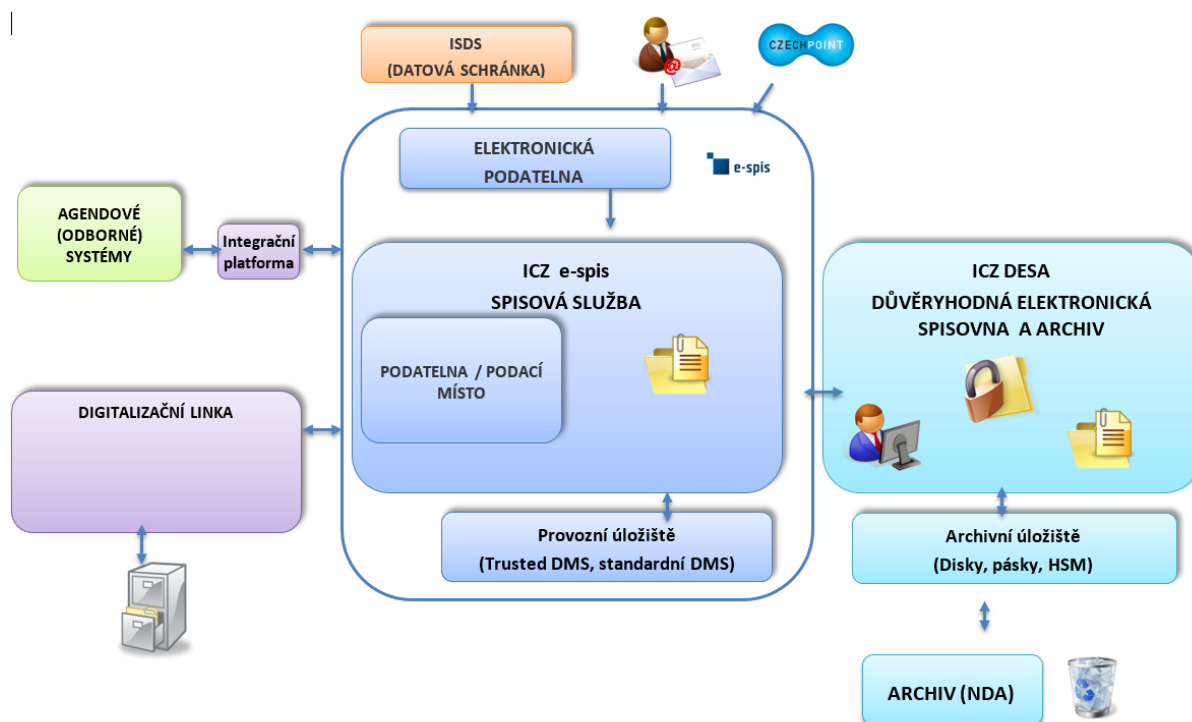 ISDS
(DATOVÁ SCHRÁNKA)
@
CZECHPOINT
ELEKTRONICKÁ
PODATELNA
e-spis
AGENDOVÉ
(ODBORNÉ)
SYSTÉMY
Integrační
platforma
ICZ e-spis
SPISOVÁ SLUŽBA
PODATELNA / PODACÍ
MÍSTO
ICZ DESA
DŮVĚRYHODNÁ ELEKTRONICKÁ
SPISOVNA A ARCHIV
DIGITALIZAČNÍ LINKA
Provozní úložiště
(Trusted DMS, standardní DMS)
Archivní úložiště
(Disky, pásky, HSM)
ARCHIV (NDA)